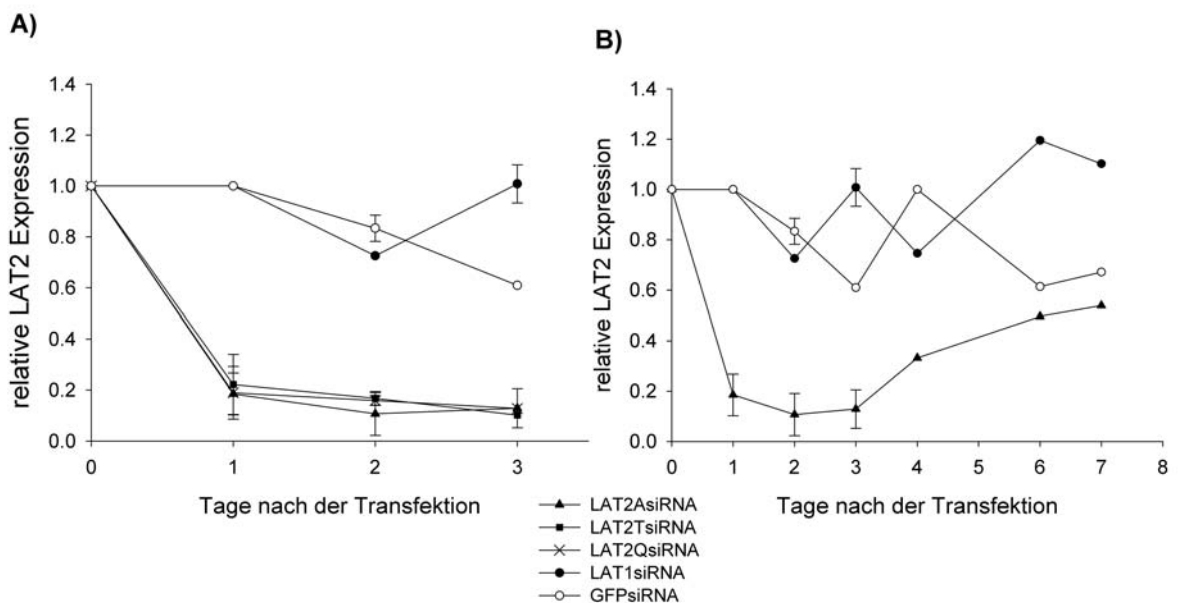 A)
relative LAT2 Expression
1.4
1.2
1.0
0.8
0.6
0.4
0.2
0.0
0 1 2 3
Tage nach der Transfektion
B)
relative LAT2 Expression
1.4
1.2
1.0
0.8
0.6
0.4
0.2
0.0
0 1 2 3 4 5 6 7 8
Tage nach der Transfektion
LAT2AsiRNA
LAT2TsiRNA
LAT2QsiRNA
LAT1siRNA
GFPsiRNA